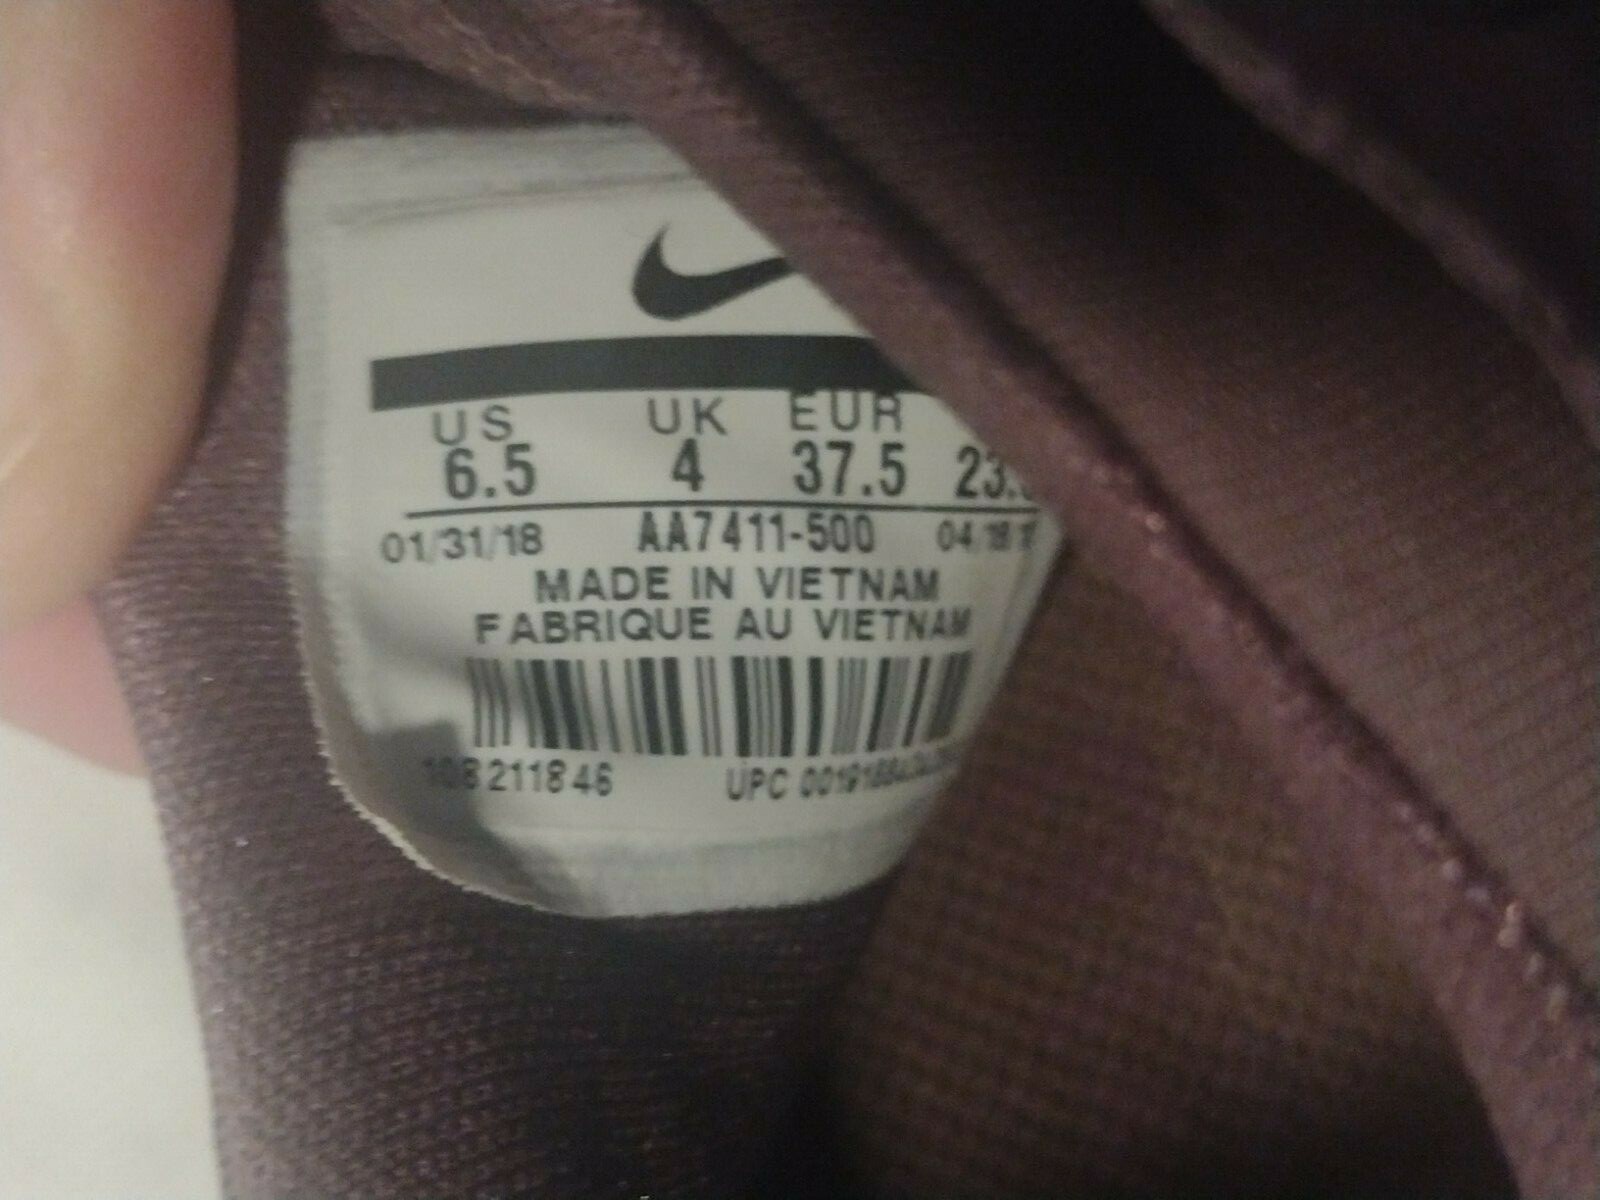 US UK EUR
6.5 4 37.5
01/31/18 AA7411-500
MADE IN VIETNAM
FABRIQUE AU VIETNAM
UPC